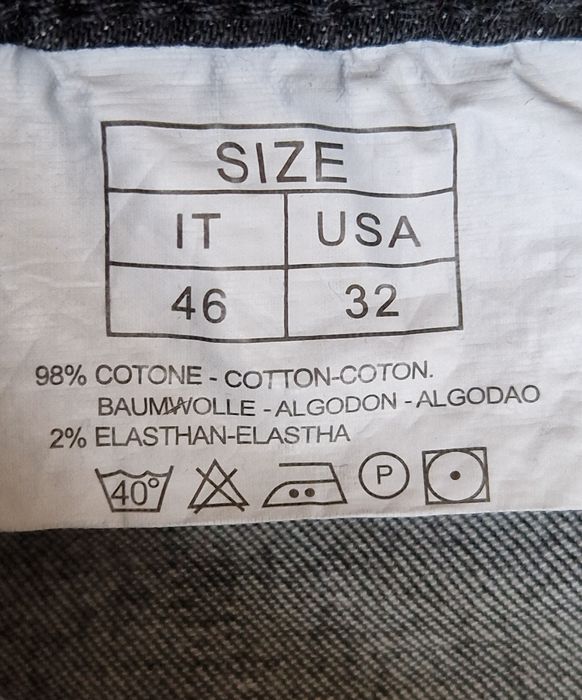 SIZE
IT USA
46 32
98% COTONE - COTTON-COTON.
BAUMWOLLE - ALGODON - ALGODAO
2% ELASTHAN-ELASTHA
40° P